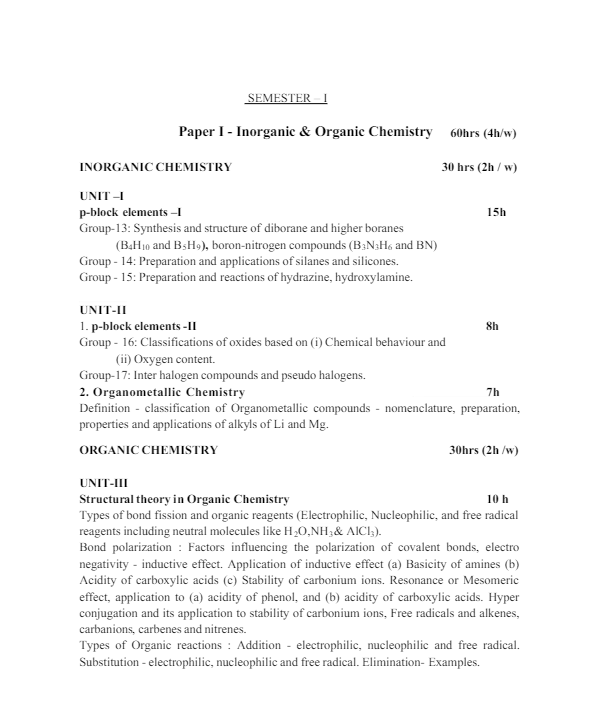 SEMESTER – I
Paper I - Inorganic & Organic Chemistry 60hrs (4h/w)
INORGANIC CHEMISTRY 30 hrs (2h / w)
UNIT –I
p-block elements –I 15h
Group-13: Synthesis and structure of diborane and higher boranes
(B₄H₁₀ and B₅H₉), boron-nitrogen compounds (B₃N₃H₆ and BN)
Group - 14: Preparation and applications of silanes and silicones.
Group - 15: Preparation and reactions of hydrazine, hydroxylamine.
UNIT-II
1. p-block elements -II 8h
Group - 16: Classifications of oxides based on (i) Chemical behaviour and
(ii) Oxygen content.
Group-17: Inter halogen compounds and pseudo halogens.
2. Organometallic Chemistry 7h
Definition - classification of Organometallic compounds - nomenclature, preparation,
properties and applications of alkyls of Li and Mg.
ORGANIC CHEMISTRY 30hrs (2h /w)
UNIT-III
Structural theory in Organic Chemistry 10 h
Types of bond fission and organic reagents (Electrophilic, Nucleophilic, and free radical
reagents including neutral molecules like H₂O,NH₃& AlCl₃).
Bond polarization : Factors influencing the polarization of covalent bonds, electro
negativity - inductive effect. Application of inductive effect (a) Basicity of amines (b)
Acidity of carboxylic acids (c) Stability of carbonium ions. Resonance or Mesomeric
effect, application to (a) acidity of phenol, and (b) acidity of carboxylic acids. Hyper
conjugation and its application to stability of carbonium ions, Free radicals and alkenes,
carbanions, carbenes and nitrenes.
Types of Organic reactions : Addition - electrophilic, nucleophilic and free radical.
Substitution - electrophilic, nucleophilic and free radical. Elimination- Examples.